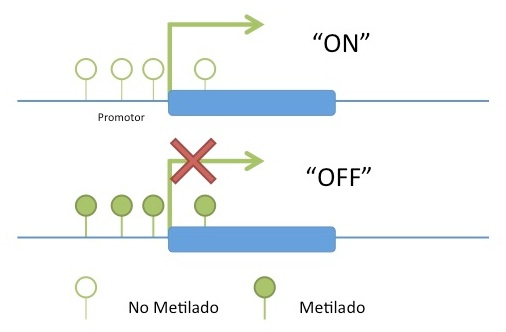 “ON”
Promotor
“OFF”
No Metilado
Metilado